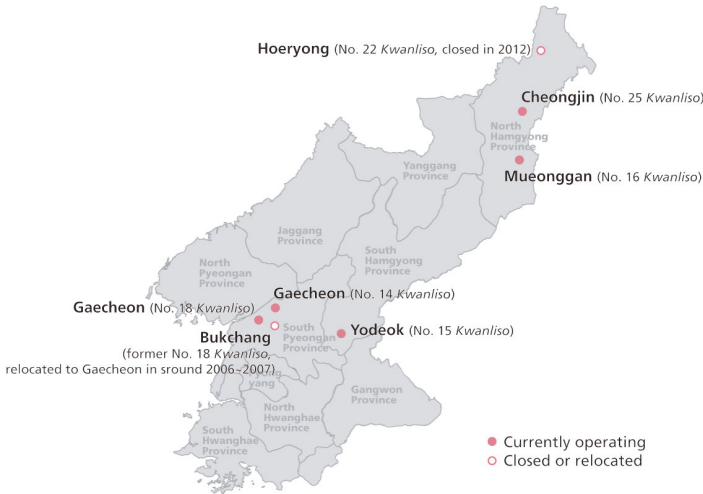 Hoeryong (No. 22 Kwanliso, closed in 2012)
Cheongjin (No. 25 Kwanliso)
North
Hamgyong
Province
Yanggang
Province
Mueonggan (No. 16 Kwanliso)
Jaggang
Province
South
Hamgyong
Province
North
Pyeongan
Province
Gaecheon (No. 14 Kwanliso)
Gaecheon (No. 18 Kwanliso)
South
Pyeongan
Province
Yodeok (No. 15 Kwanliso)
Bukchang
(former No. 18 Kwanliso,
relocated to Gaecheon in sround 2006~2007)
yang
Gangwon
Province
North
Hwanghae
Province
South
Hwanghae
Province
Currently operating
Closed or relocated